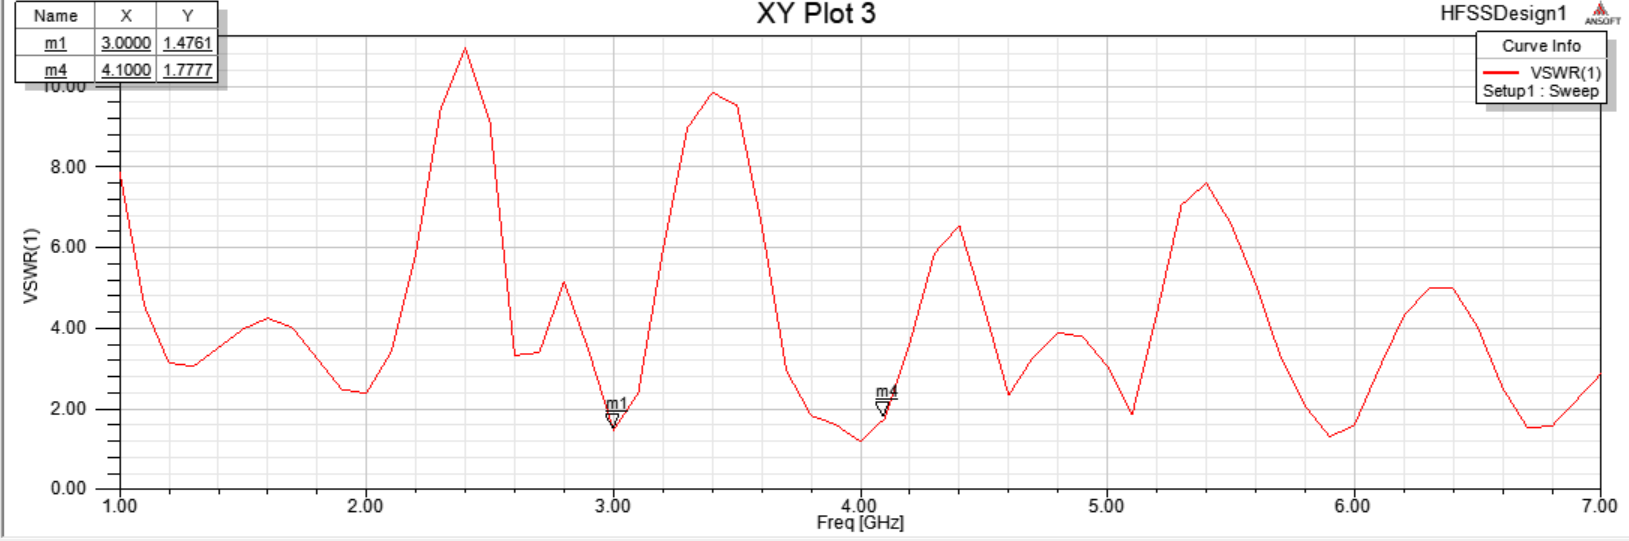 XY Plot 3
HFSSDesign1
ANSOFT
Name X Y
m1 3.0000 1.4761
m4 4.1000 1.7777
Curve Info
VSWR(1)
Setup1 : Sweep
10.00
8.00
6.00
4.00
2.00
0.00
VSWR(1)
m1
m4
1.00 2.00 3.00 4.00 5.00 6.00 7.00
Freq [GHz]